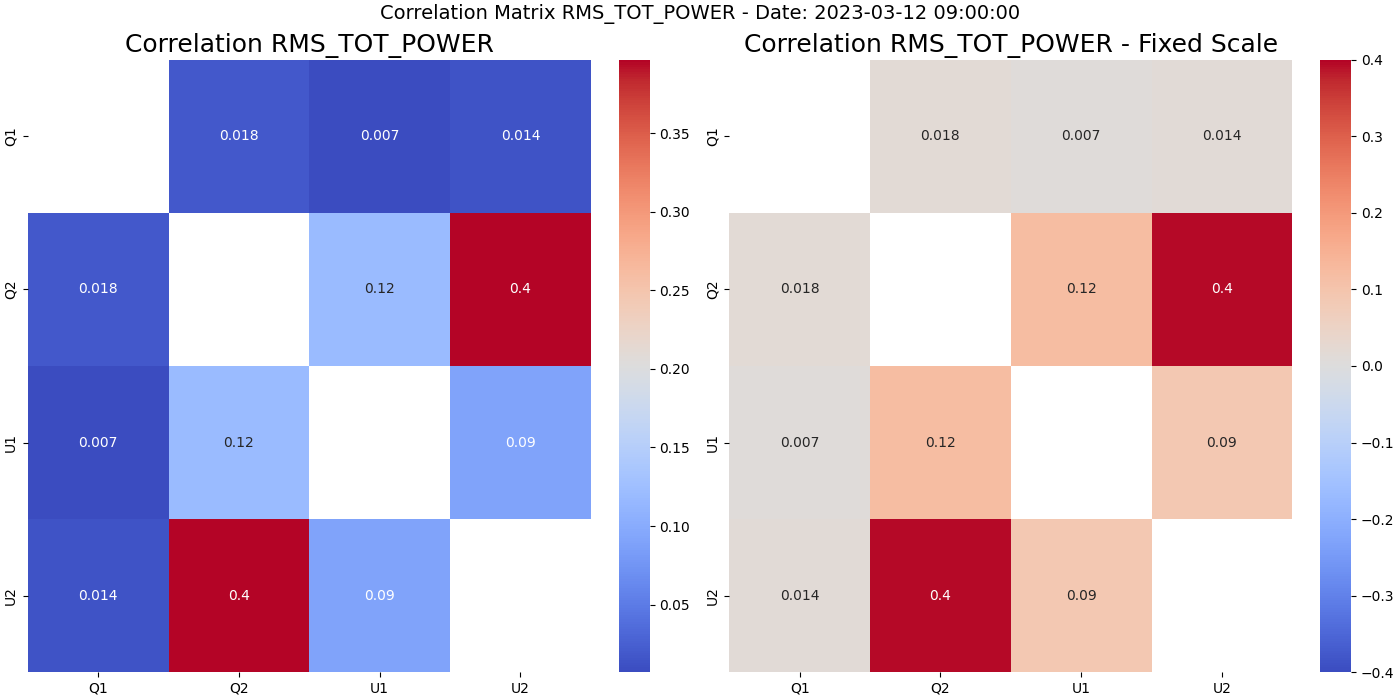 Correlation Matrix RMS_TOT_POWER - Date: 2023-03-12 09:00:00
Correlation RMS_TOT_POWER
Q1
0.018
0.007
0.014
Q2
0.018
0.12
0.4
U1
0.007
0.12
0.09
U2
0.014
0.4
0.09
Q1
Q2
U1
U2
0.35
0.30
0.25
0.20
0.15
0.10
0.05
Correlation RMS_TOT_POWER - Fixed Scale
Q1
0.018
0.007
0.014
Q2
0.018
0.12
0.4
U1
0.007
0.12
0.09
U2
0.014
0.4
0.09
Q1
Q2
U1
U2
0.4
0.3
0.2
0.1
0.0
−0.1
−0.2
−0.3
−0.4